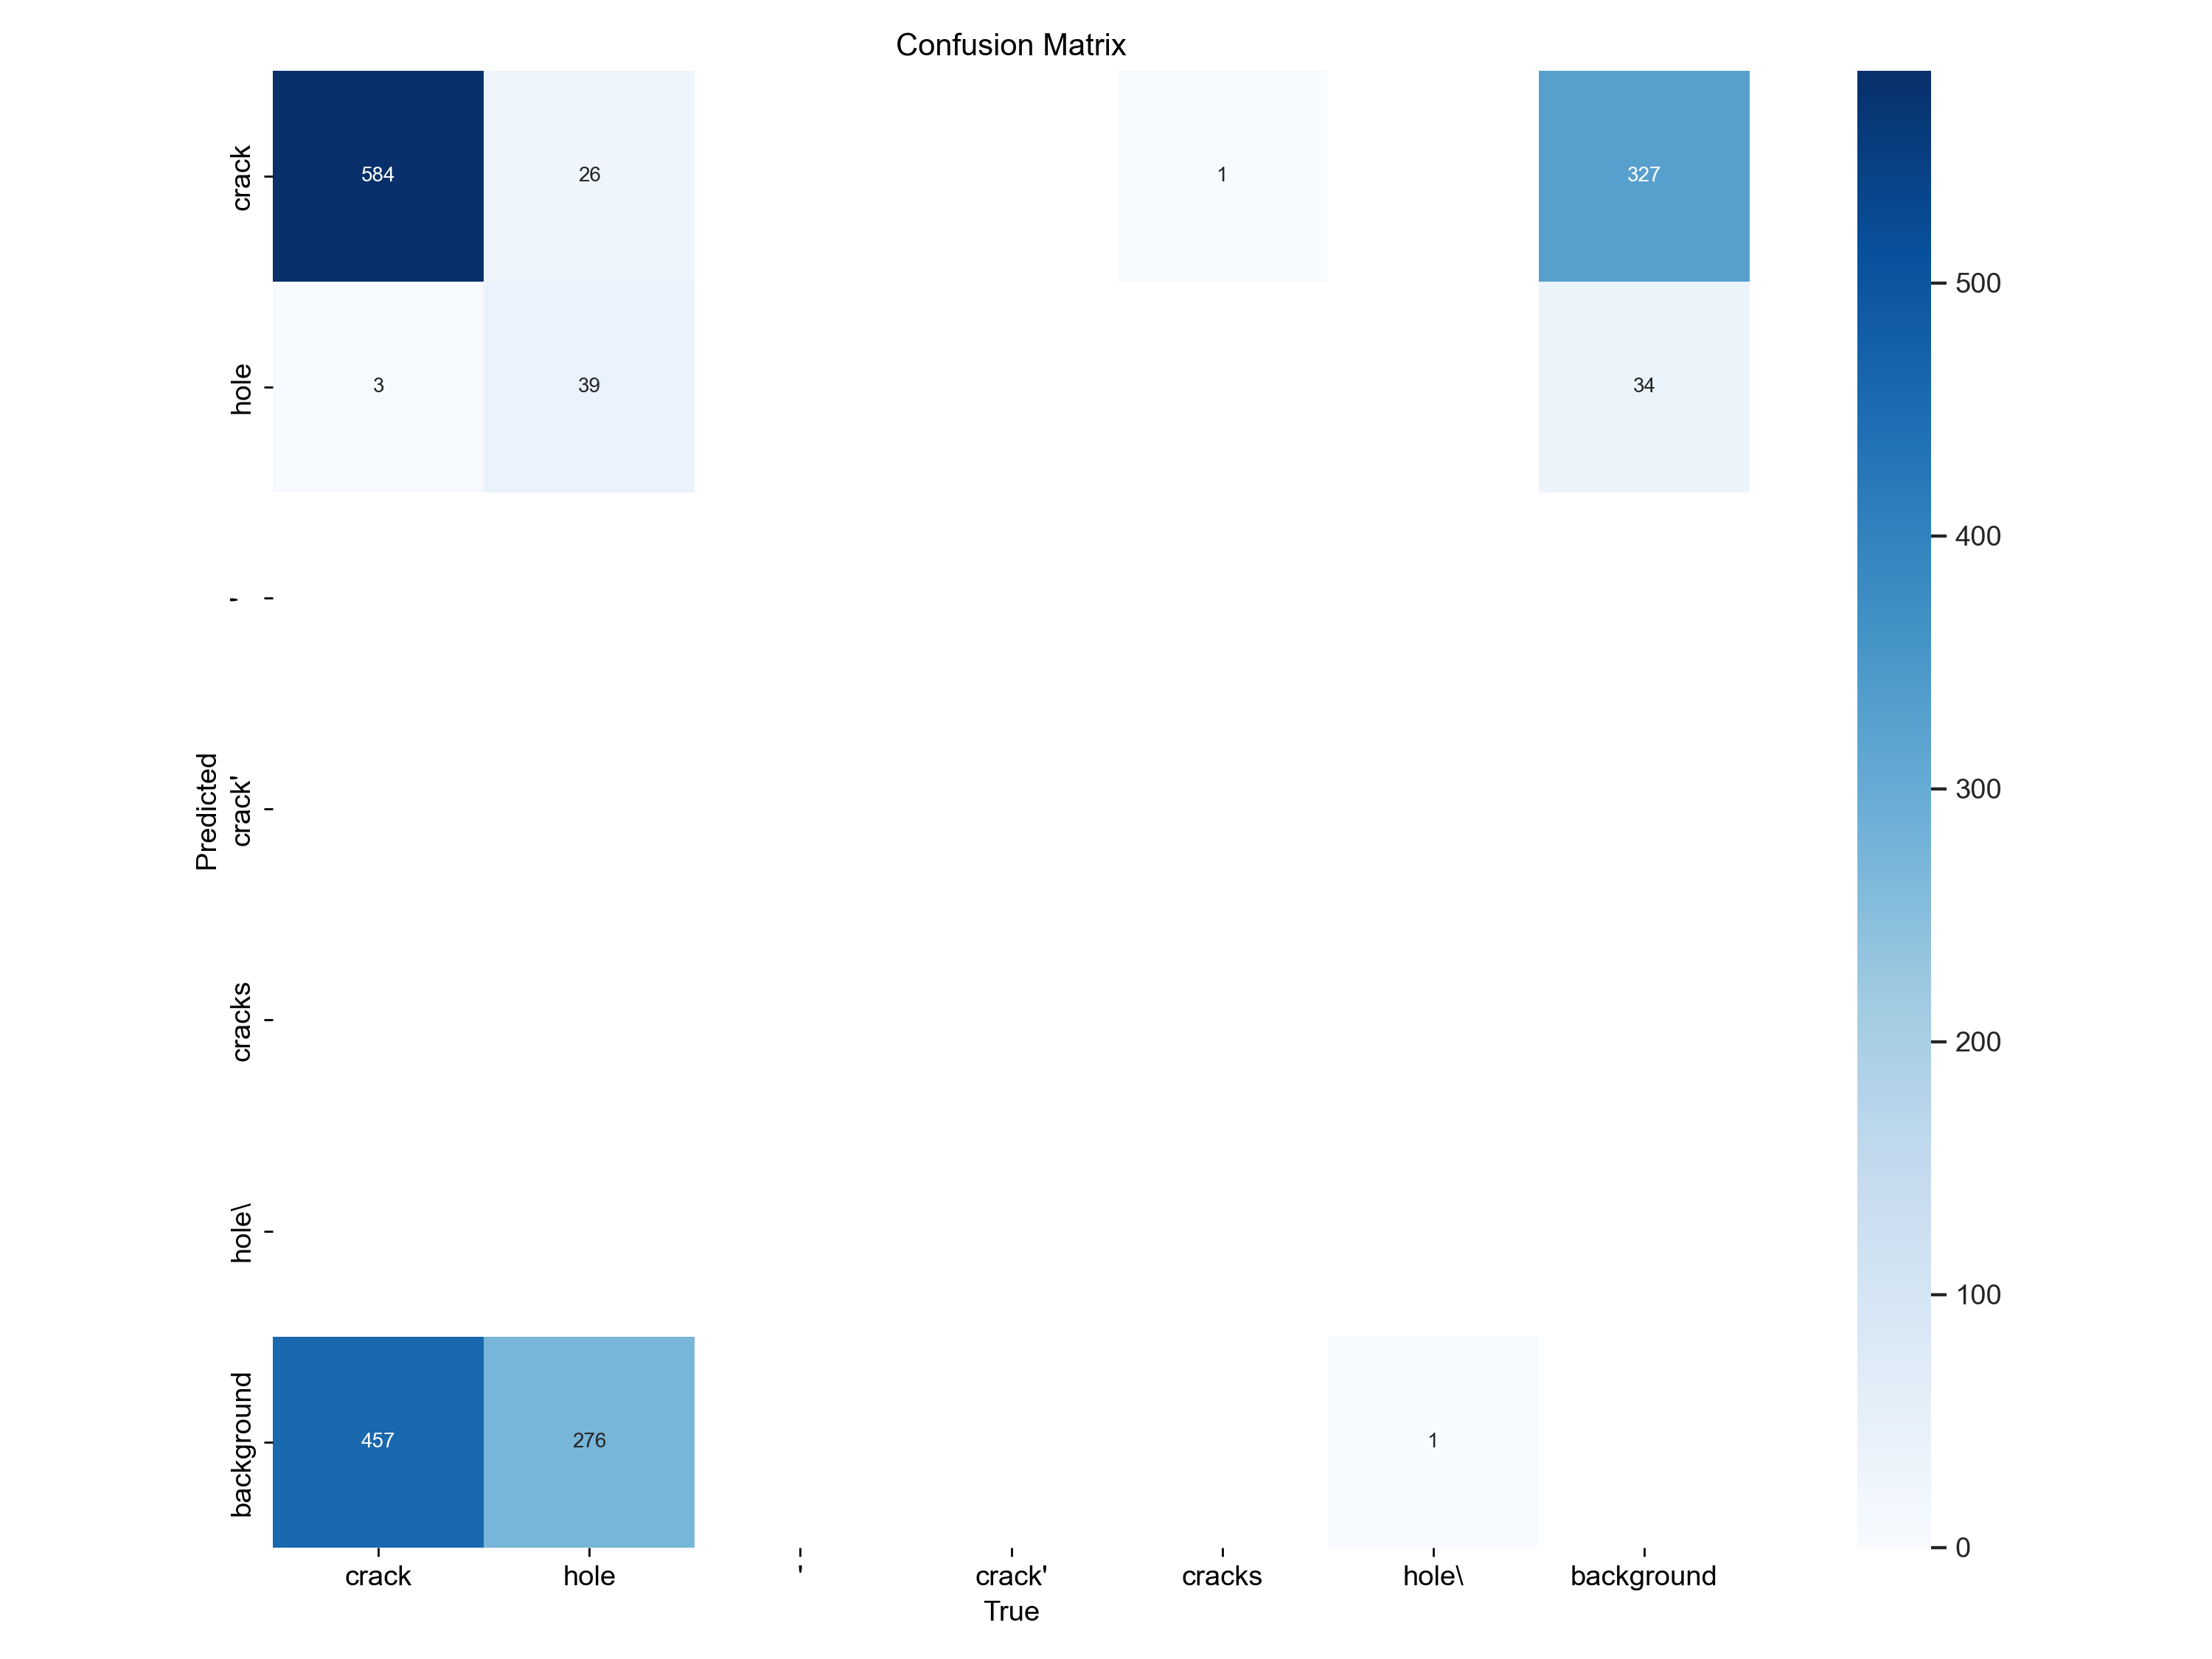 Confusion Matrix
crack
584
26
1
327
hole
3
39
34
'
crack'
cracks
hole\
background
457
276
1
Predicted
crack
hole
'
crack'
cracks
hole\
background
True
500
400
300
200
100
0